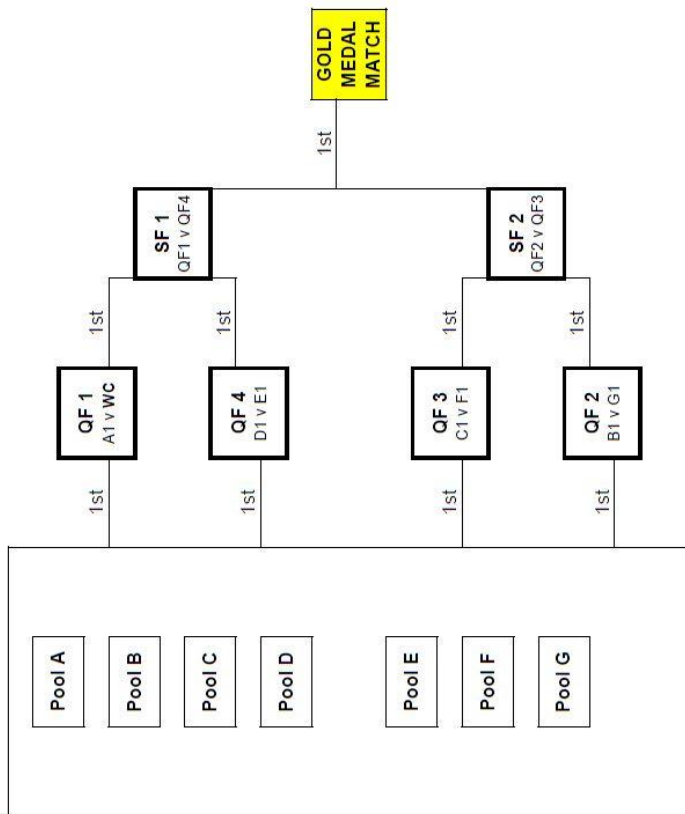 GOLD
MEDAL
MATCH
1st
SF 1
QF1 v QF4
SF 2
QF2 v QF3
1st
1st
1st
1st
QF 1
A1 v WC
QF 4
D1 v E1
QF 3
C1 v F1
QF 2
B1 v G1
1st
1st
1st
1st
Pool A
Pool B
Pool C
Pool D
Pool E
Pool F
Pool G